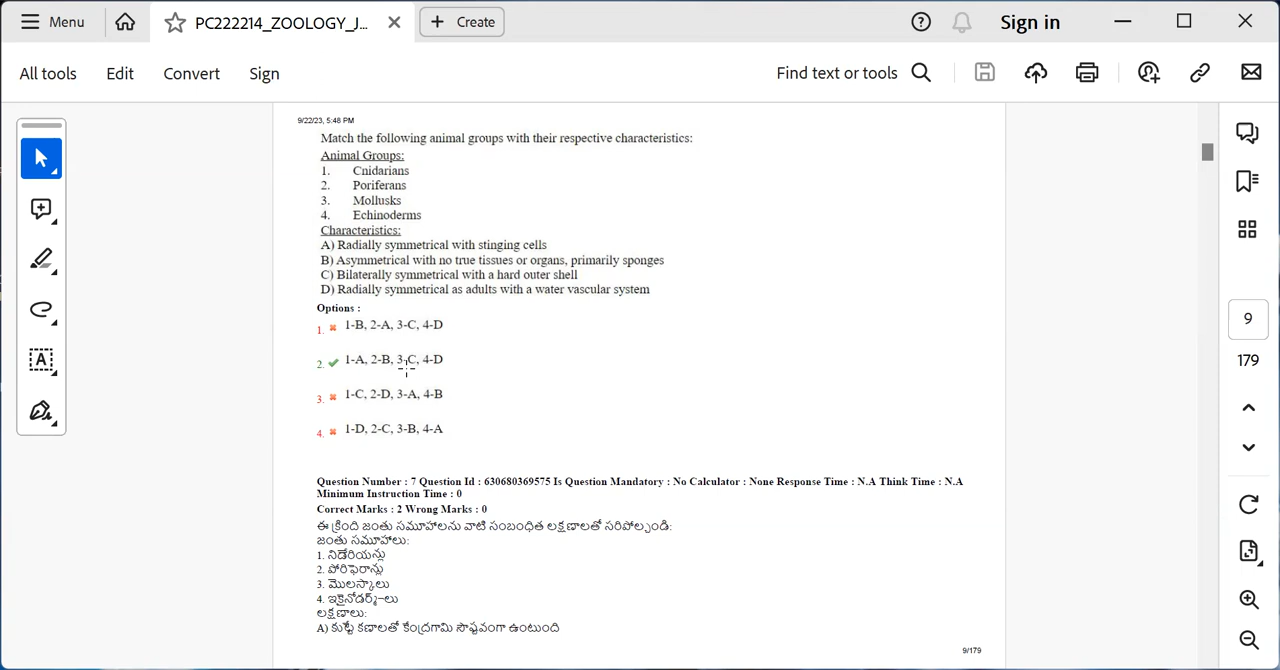 Menu
PC222214_ZOOLOGY_J...
Create
Sign in
All tools
Edit
Convert
Sign
Find text or tools
9/22/23, 5:48 PM
Match the following animal groups with their respective characteristics:
Animal Groups:
1. Cnidarians
2. Poriferans
3. Mollusks
4. Echinoderms
Characteristics:
A) Radially symmetrical with stinging cells
B) Asymmetrical with no true tissues or organs, primarily sponges
C) Bilaterally symmetrical with a hard outer shell
D) Radially symmetrical as adults with a water vascular system
Options :
1. 1-B, 2-A, 3-C, 4-D
2. 1-A, 2-B, 3-C, 4-D
3. 1-C, 2-D, 3-A, 4-B
4. 1-D, 2-C, 3-B, 4-A
Question Number : 7 Question Id : 630680369575 Is Question Mandatory : No Calculator : None Response Time : N.A Think Time : N.A
Minimum Instruction Time : 0
Correct Marks : 2 Wrong Marks : 0
ఈ క్రింది జంతు సమూహాలను వాటి సంబంధిత లక్షణాలతో సరిపోల్చండి:
జంతు సమూహాలు:
1. నిడేరియన్లు
2. పోరిఫెరాన్లు
3. మొలస్కాలు
4. ఇకైనోడర్మ్-లు
లక్షణాలు:
A) కుట్టే కణాలతో కేంద్రగామి సౌష్ఠవంగా ఉంటుంది
9/179
9
179